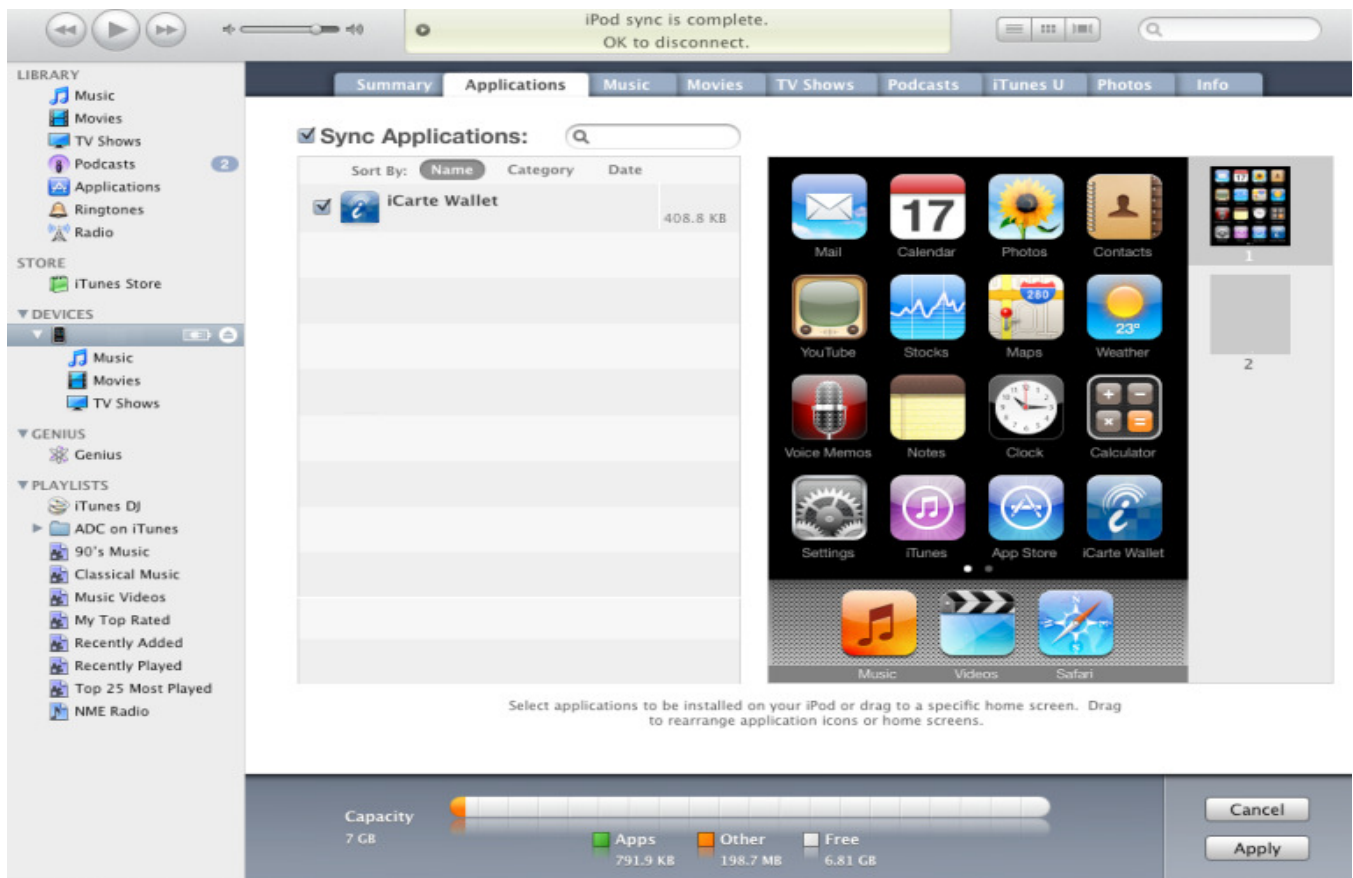 iPod sync is complete.
OK to disconnect.
LIBRARY
Music
Movies
TV Shows
Podcasts 2
Applications
Ringtones
Radio
STORE
iTunes Store
DEVICES
Music
Movies
TV Shows
GENIUS
Genius
PLAYLISTS
iTunes DJ
ADC on iTunes
90's Music
Classical Music
Music Videos
My Top Rated
Recently Added
Recently Played
Top 25 Most Played
NME Radio
Summary Applications Music Movies TV Shows Podcasts iTunes U Photos Info
Sync Applications:
Sort By: Name Category Date
iCarte Wallet
408.8 KB
17
Mail Calendar Photos Contacts
280
23°
YouTube Stocks Maps Weather
Voice Memos Notes Clock Calculator
Settings iTunes App Store iCarte Wallet
Music Videos Safari
1
2
Select applications to be installed on your iPod or drag to a specific home screen. Drag
to rearrange application icons or home screens.
Capacity
7 GB
Apps Other Free
791.9 KB 198.7 MB 6.81 GB
Cancel
Apply